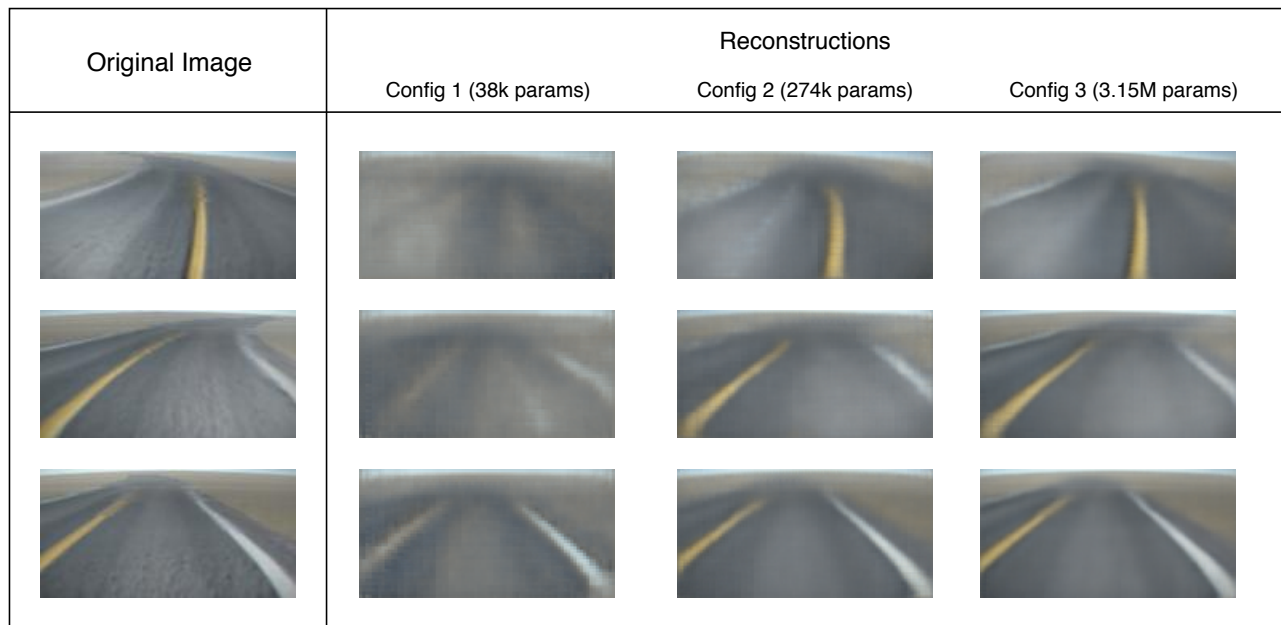 Original Image
Reconstructions
Config 1 (38k params)
Config 2 (274k params)
Config 3 (3.15M params)